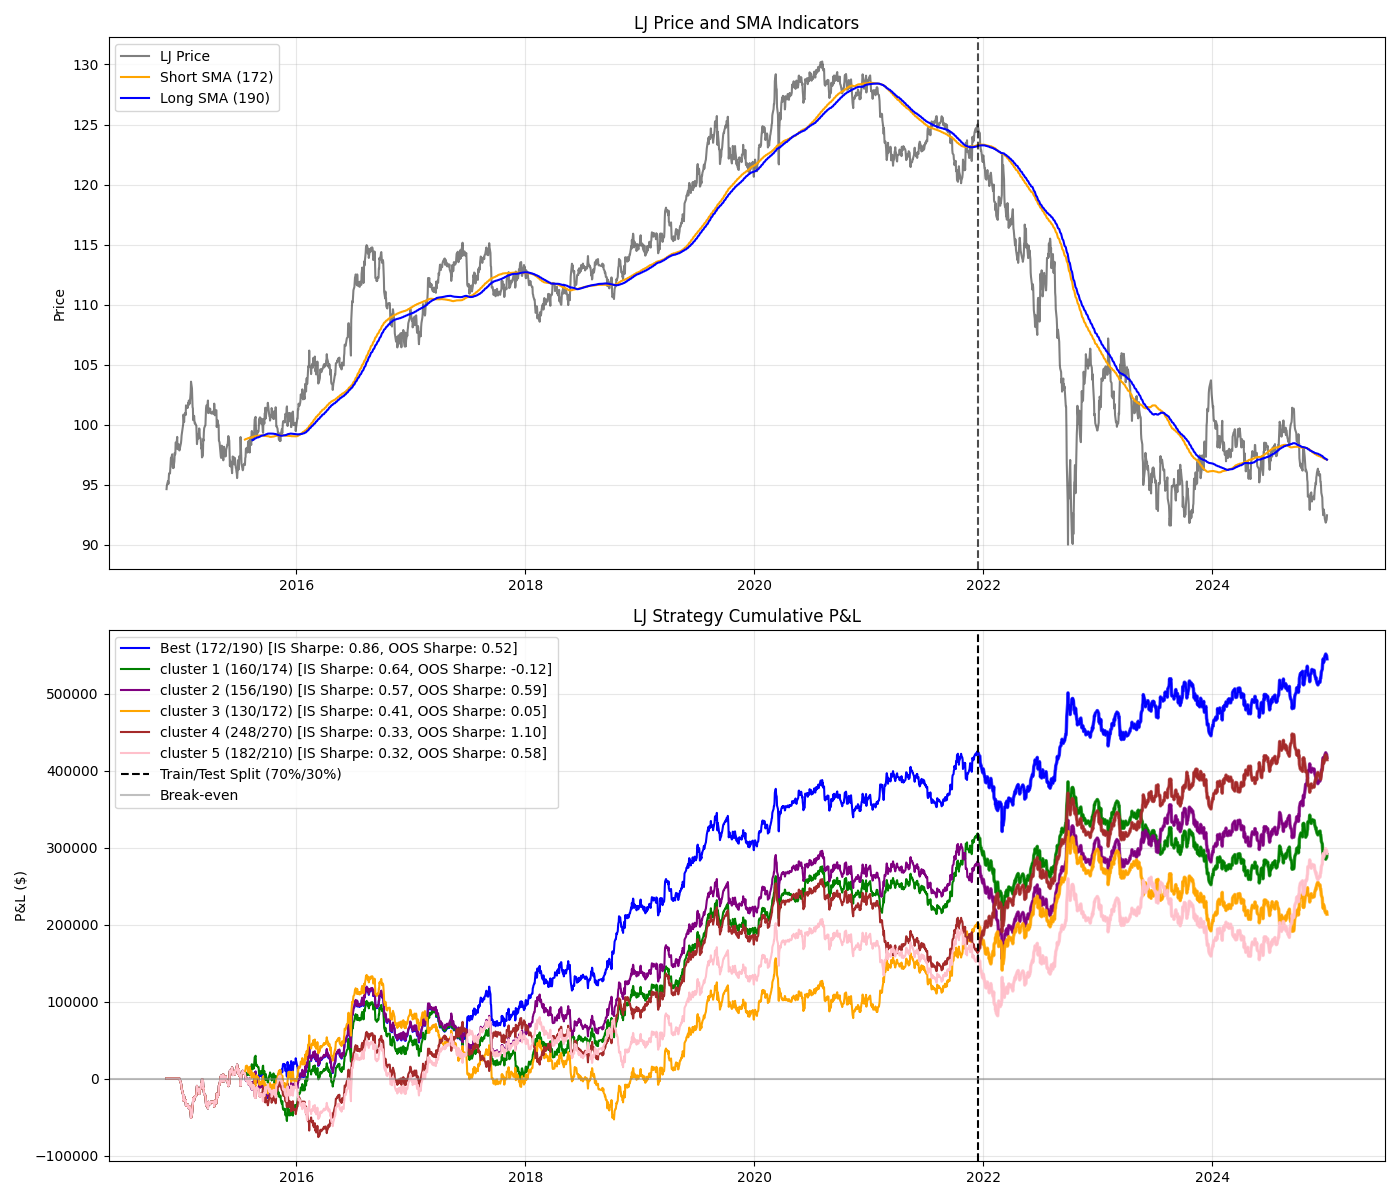 LJ Price and SMA Indicators
LJ Price
Short SMA (172)
Long SMA (190)
Price
130
125
120
115
110
105
100
95
90
2016
2018
2020
2022
2024
LJ Strategy Cumulative P&L
Best (172/190) [IS Sharpe: 0.86, OOS Sharpe: 0.52]
cluster 1 (160/174) [IS Sharpe: 0.64, OOS Sharpe: -0.12]
cluster 2 (156/190) [IS Sharpe: 0.57, OOS Sharpe: 0.59]
cluster 3 (130/172) [IS Sharpe: 0.41, OOS Sharpe: 0.05]
cluster 4 (248/270) [IS Sharpe: 0.33, OOS Sharpe: 1.10]
cluster 5 (182/210) [IS Sharpe: 0.32, OOS Sharpe: 0.58]
Train/Test Split (70%/30%)
Break-even
P&L ($)
500000
400000
300000
200000
100000
0
−100000
2016
2018
2020
2022
2024